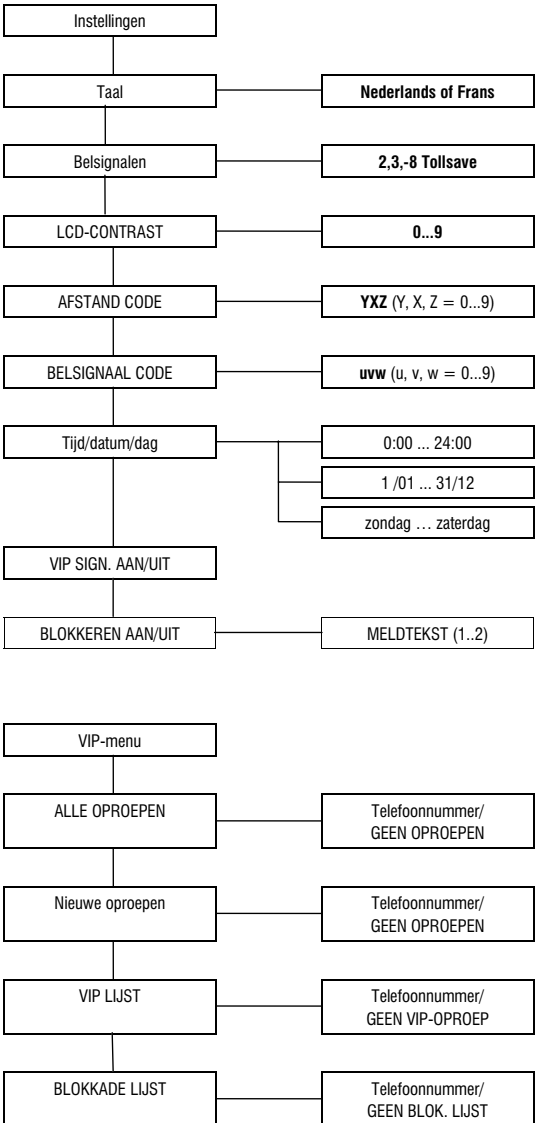 Instellingen
Taal
Nederlands of Frans
Belsignalen
2,3,-8 Tollsave
LCD-CONTRAST
0...9
AFSTAND CODE
YXZ (Y, X, Z = 0...9)
BELSIGNAAL CODE
uvw (u, v, w = 0...9)
Tijd/datum/dag
0:00 ... 24:00
1 /01 ... 31/12
zondag … zaterdag
VIP SIGN. AAN/UIT
BLOKKEREN AAN/UIT
MELDTEKST (1..2)
VIP-menu
ALLE OPROEPEN
Telefoonnummer/
GEEN OPROEPEN
Nieuwe oproepen
Telefoonnummer/
GEEN OPROEPEN
VIP LIJST
Telefoonnummer/
GEEN VIP-OPROEP
BLOKKADE LIJST
Telefoonnummer/
GEEN BLOK. LIJST